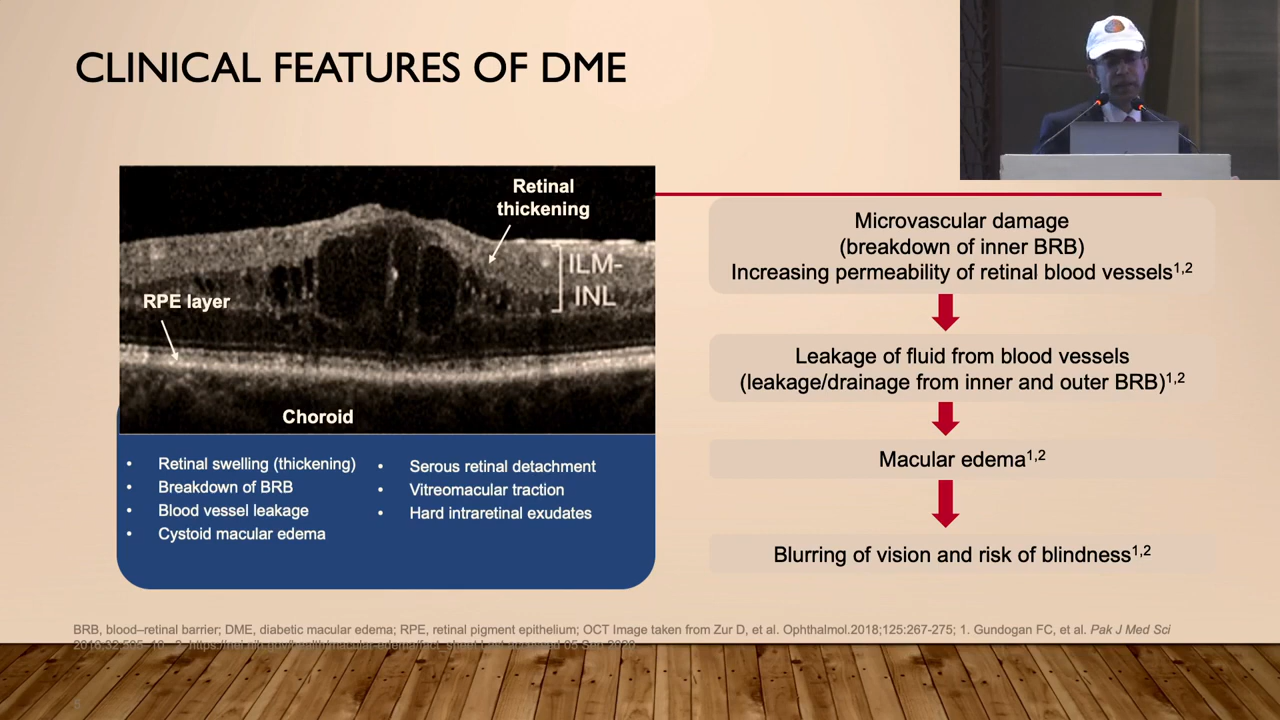 CLINICAL FEATURES OF DME
Retinal
thickening
ILM-
INL
RPE layer
Choroid
• Retinal swelling (thickening)
• Breakdown of BRB
• Blood vessel leakage
• Cystoid macular edema
• Serous retinal detachment
• Vitreomacular traction
• Hard intraretinal exudates
Microvascular damage
(breakdown of inner BRB)
Increasing permeability of retinal blood vessels1,2
Leakage of fluid from blood vessels
(leakage/drainage from inner and outer BRB)1,2
Macular edema1,2
Blurring of vision and risk of blindness1,2
BRB, blood–retinal barrier; DME, diabetic macular edema; RPE, retinal pigment epithelium; OCT Image taken from Zur D, et al. Ophthalmol.2018;125:267-275; 1. Gundogan FC, et al. Pak J Med Sci
8